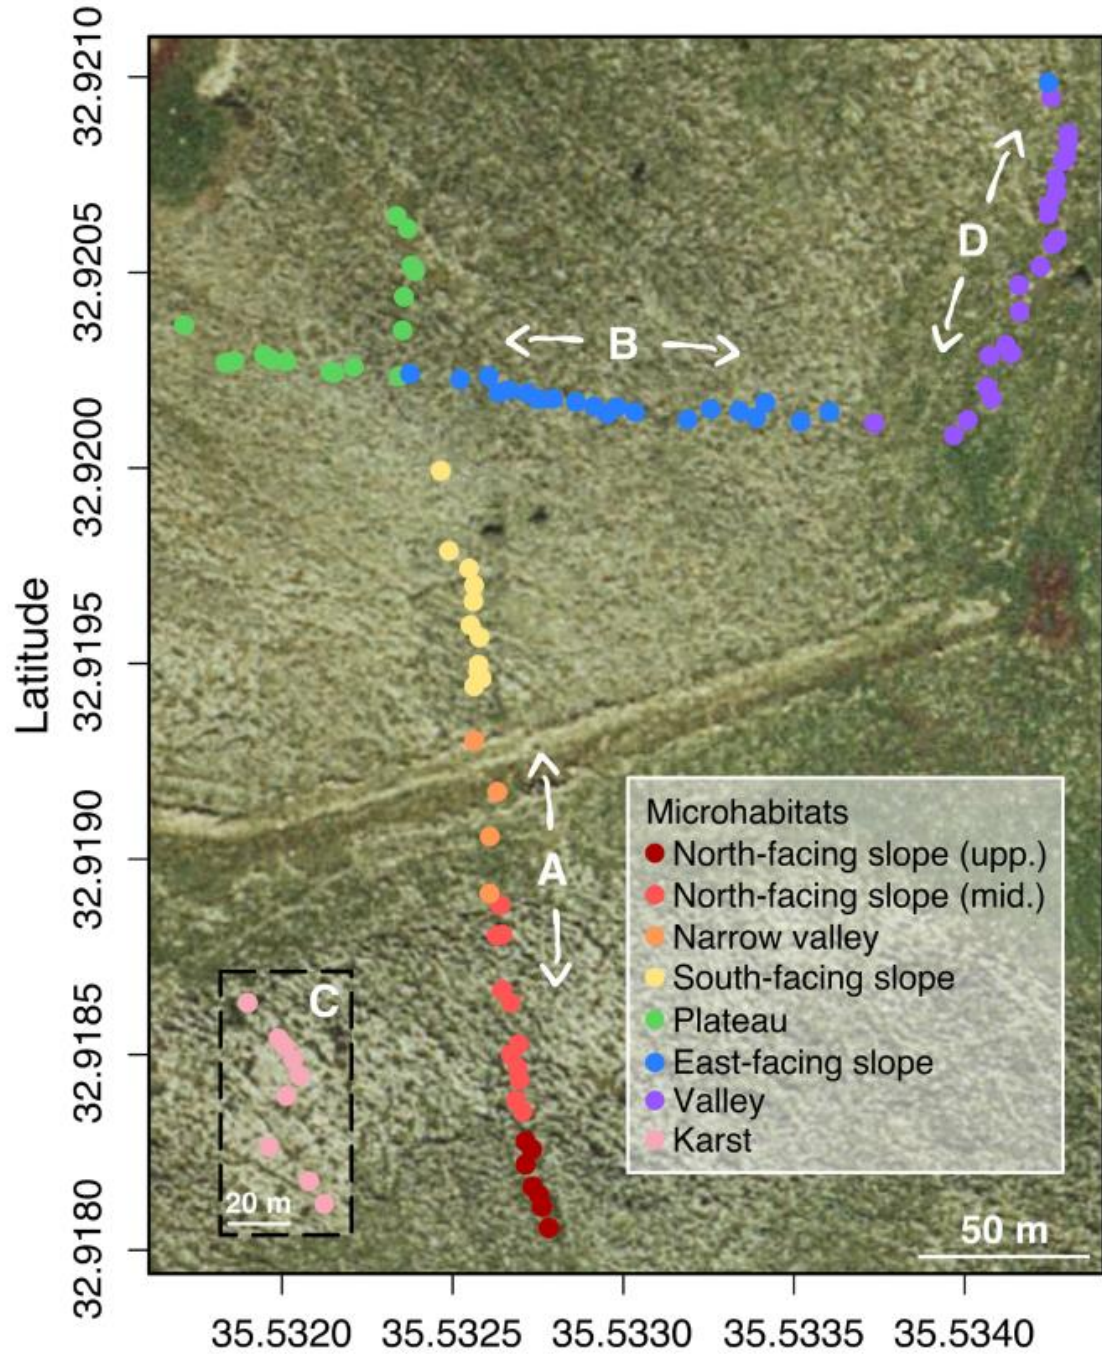 32.9210
32.9205
32.9200
32.9195
32.9190
32.9185
32.9180
Latitude
D
B
A
C
20 m
Microhabitats
North-facing slope (upp.)
North-facing slope (mid.)
Narrow valley
South-facing slope
Plateau
East-facing slope
Valley
Karst
50 m
35.5320 35.5325 35.5330 35.5335 35.5340